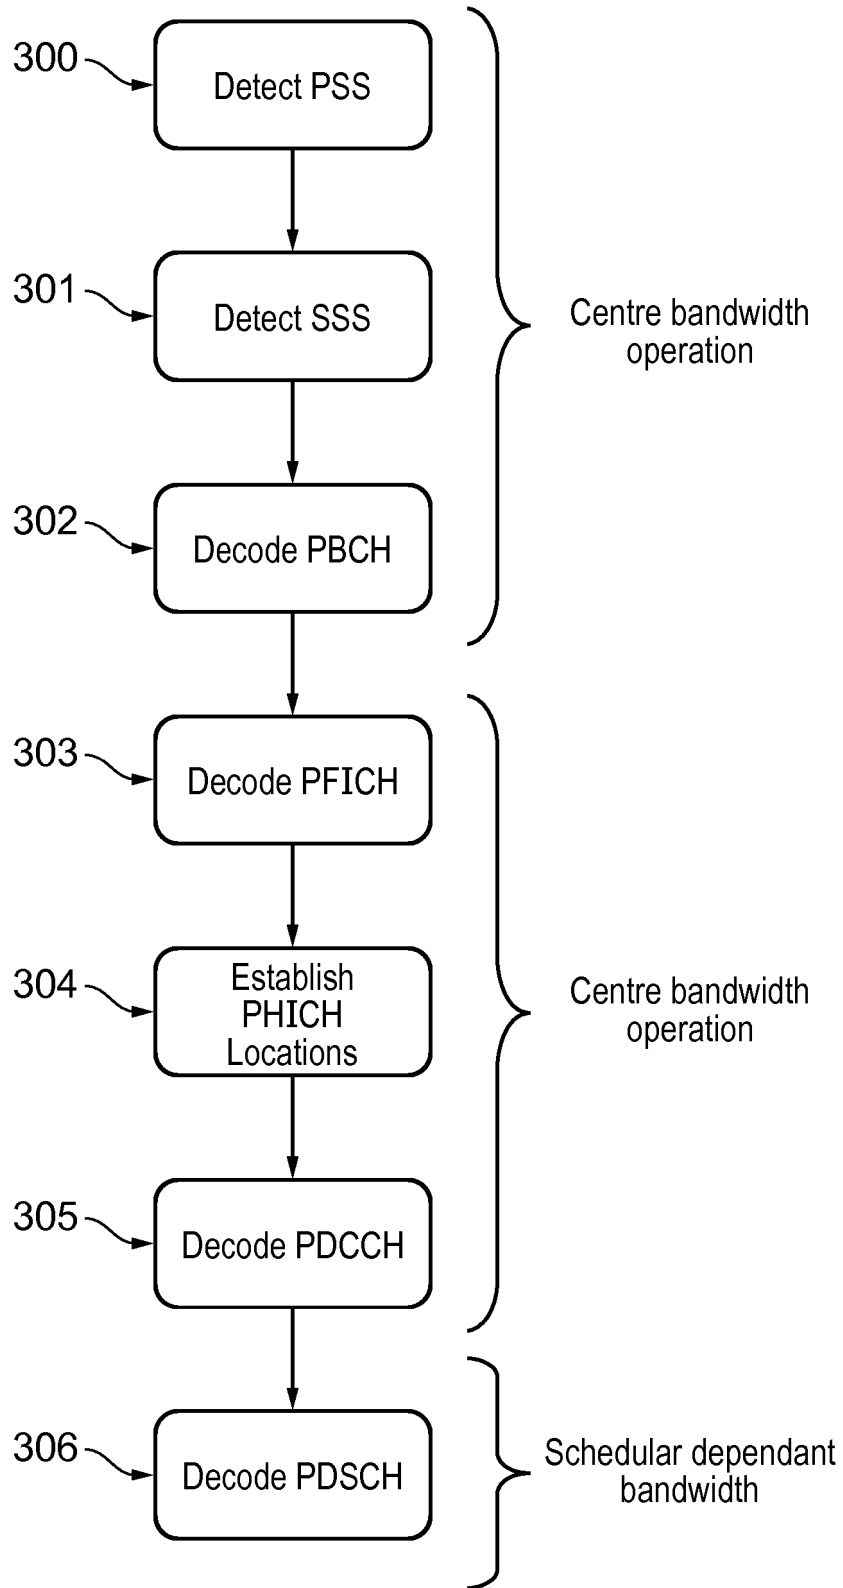 300
Detect PSS
301
Detect SSS
Centre bandwidth
operation
302
Decode PBCH
303
Decode PFICH
304
Establish
PHICH
Locations
Centre bandwidth
operation
305
Decode PDCCH
306
Decode PDSCH
Schedular dependant
bandwidth